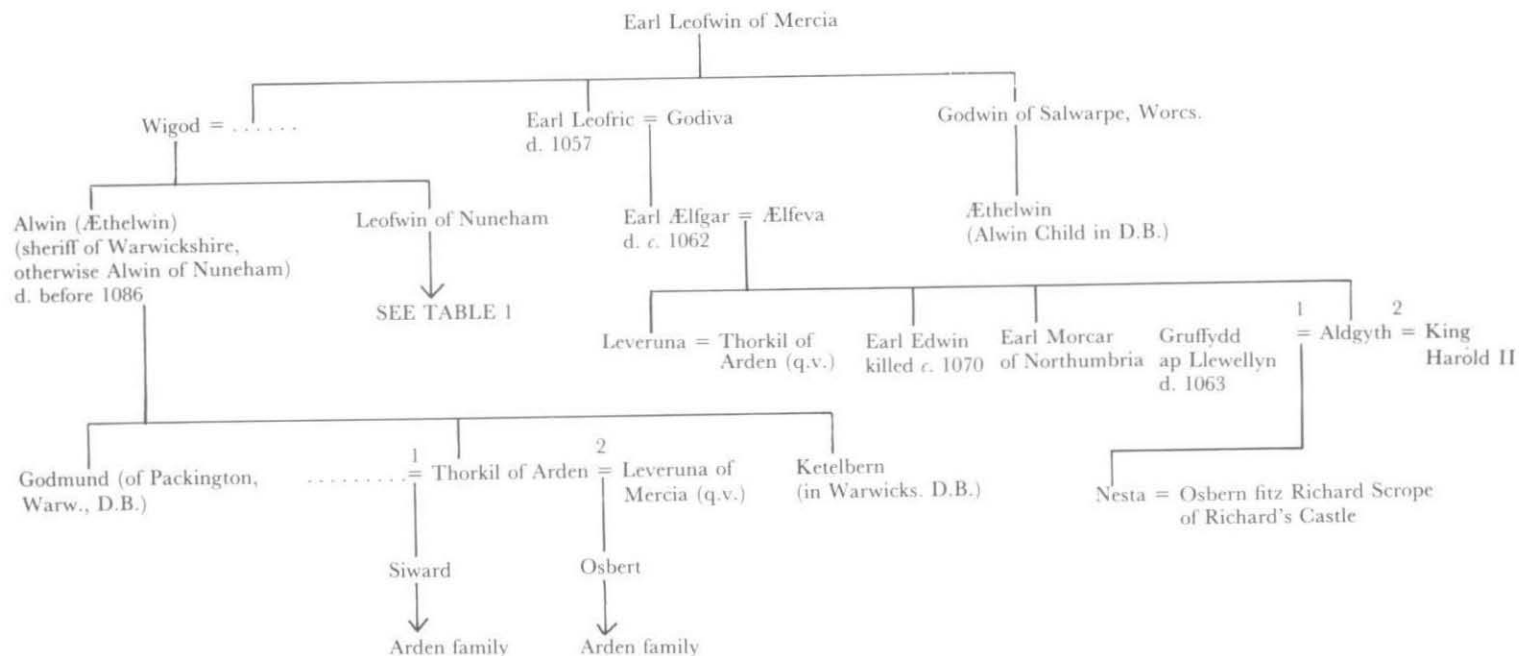 Earl Leofwin of Mercia
Wigod = . . . . . .
Earl Leofric = Godiva
d. 1057
Godwin of Salwarpe, Worcs.
Alwin (Æthelwin)
(sheriff of Warwickshire,
otherwise Alwin of Nuneham)
d. before 1086
Leofwin of Nuneham
SEE TABLE 1
Earl Ælfgar = Ælfeva
d. c. 1062
Æthelwin
(Alwin Child in D.B.)
Leverunа = Thorkil of
Arden (q.v.)
Earl Edwin
killed c. 1070
Earl Morcar
of Northumbria
Gruffydd
ap Llewellyn
d. 1063
1 2
= Aldgyth = King
Harold II
Godmund (of Packington,
Warw., D.B.)
1 2
. . . . . . . . . = Thorkil of Arden = Leveruna of
Mercia (q.v.)
Ketelbern
(in Warwicks. D.B.)
Nesta = Osbern fitz Richard Scrope
of Richard's Castle
Siward
Osbert
Arden family
Arden family